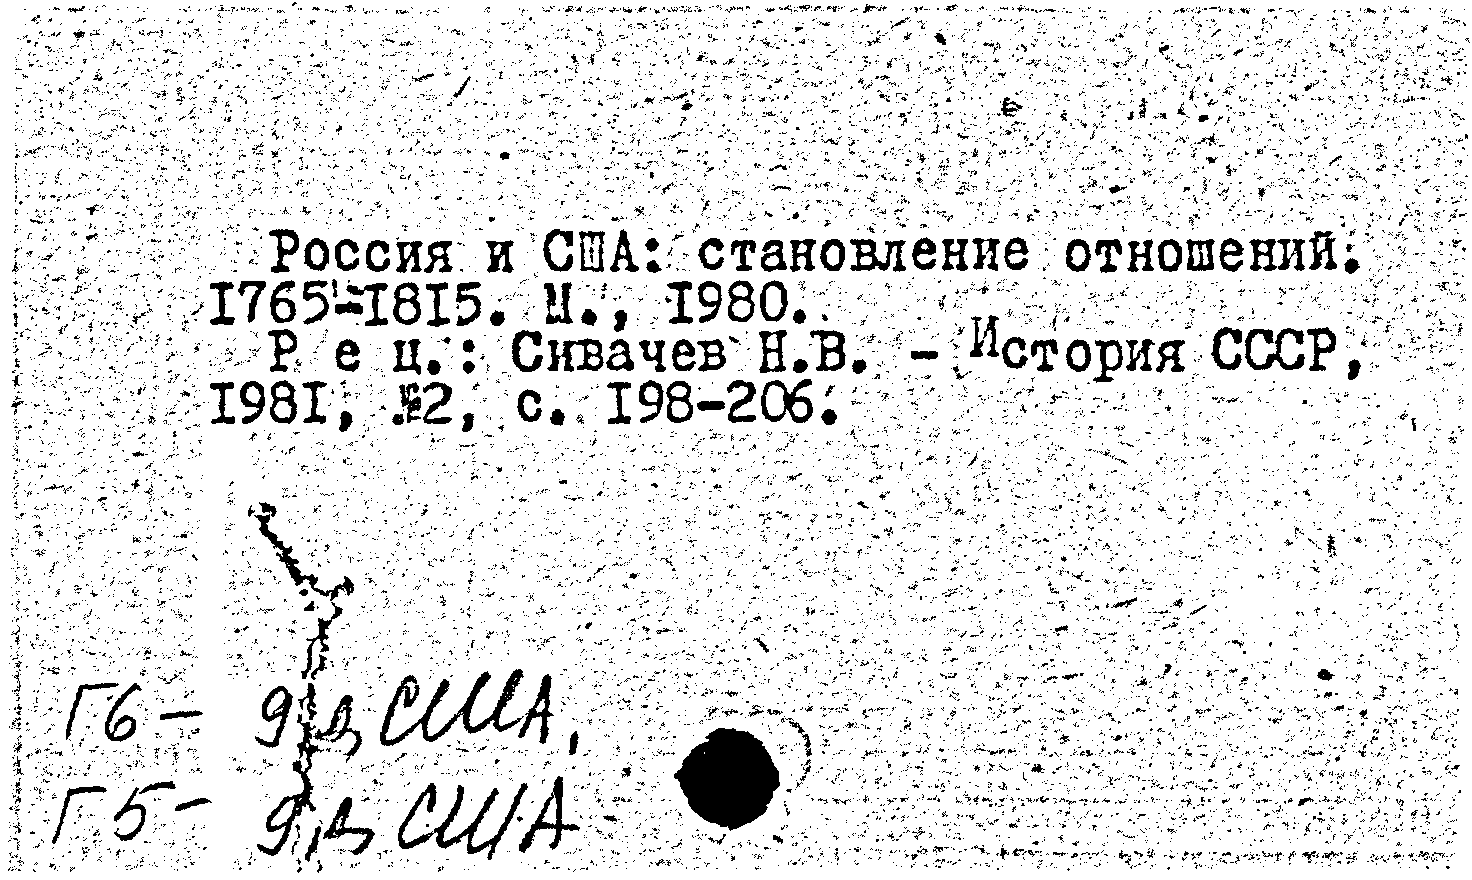 Россия и США: становление отношений.
1765-1815. М., 1980.
Р е ц.: Сивачев Н.В. - История СССР,
1981, №2, с. 198-206.
Г6 - 9 д США,
Г5 - 9 д США